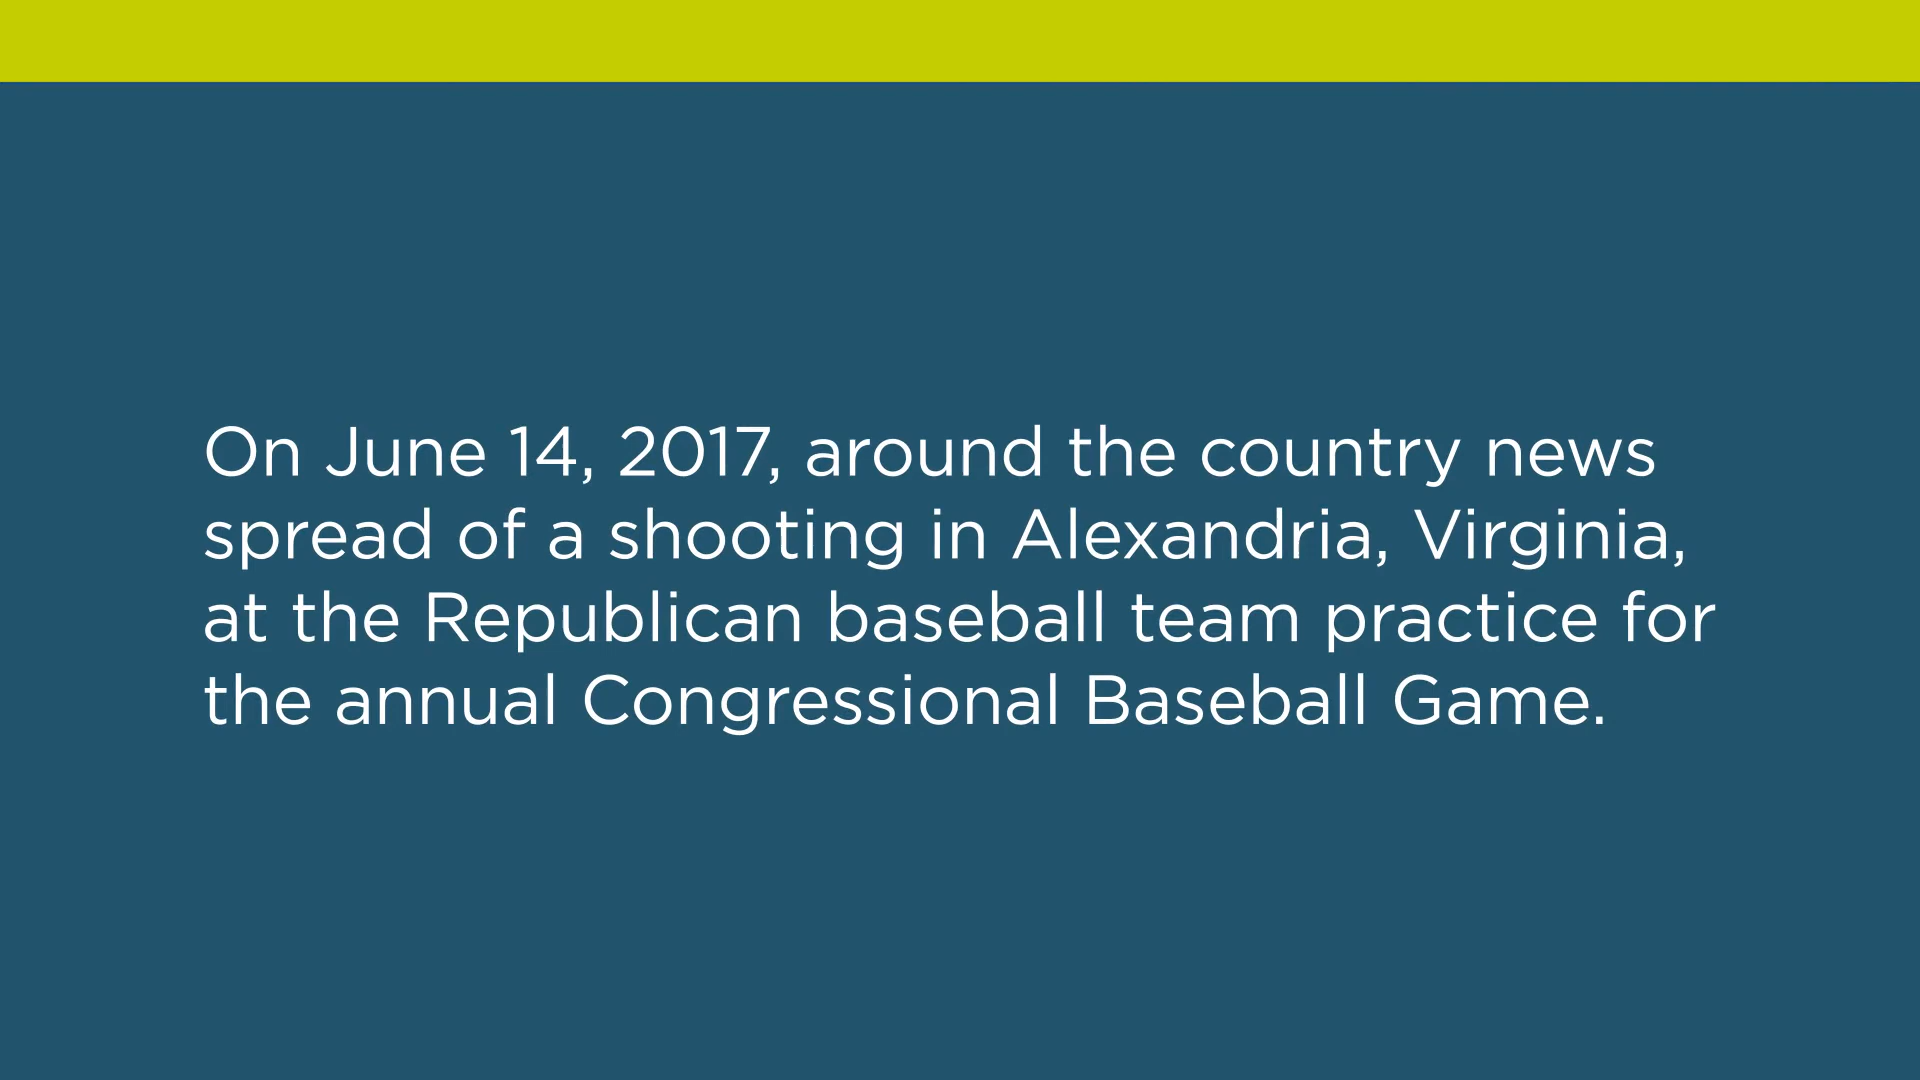 On June 14, 2017, around the country news
spread of a shooting in Alexandria, Virginia,
at the Republican baseball team practice for
the annual Congressional Baseball Game.